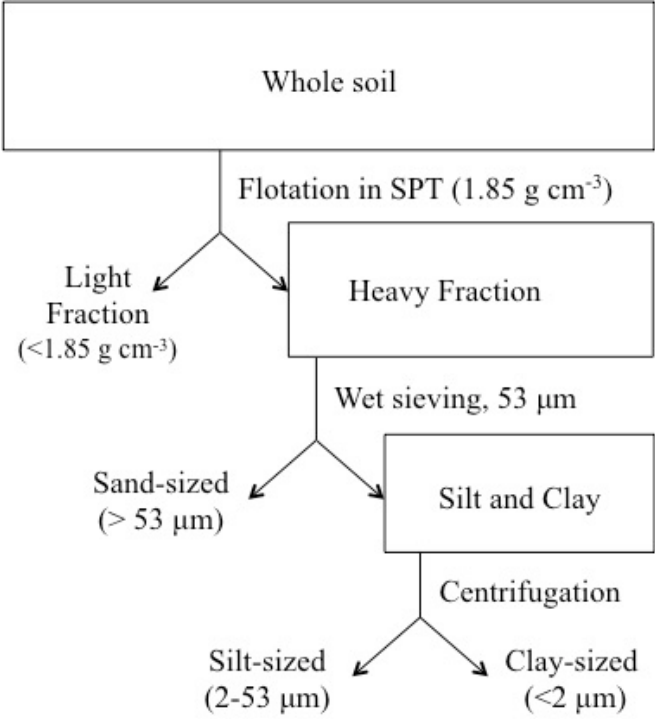 Whole soil
Flotation in SPT (1.85 g cm⁻³)
Light
Fraction
(<1.85 g cm⁻³)
Heavy Fraction
Wet sieving, 53 μm
Sand-sized
(> 53 μm)
Silt and Clay
Centrifugation
Silt-sized
(2-53 μm)
Clay-sized
(<2 μm)